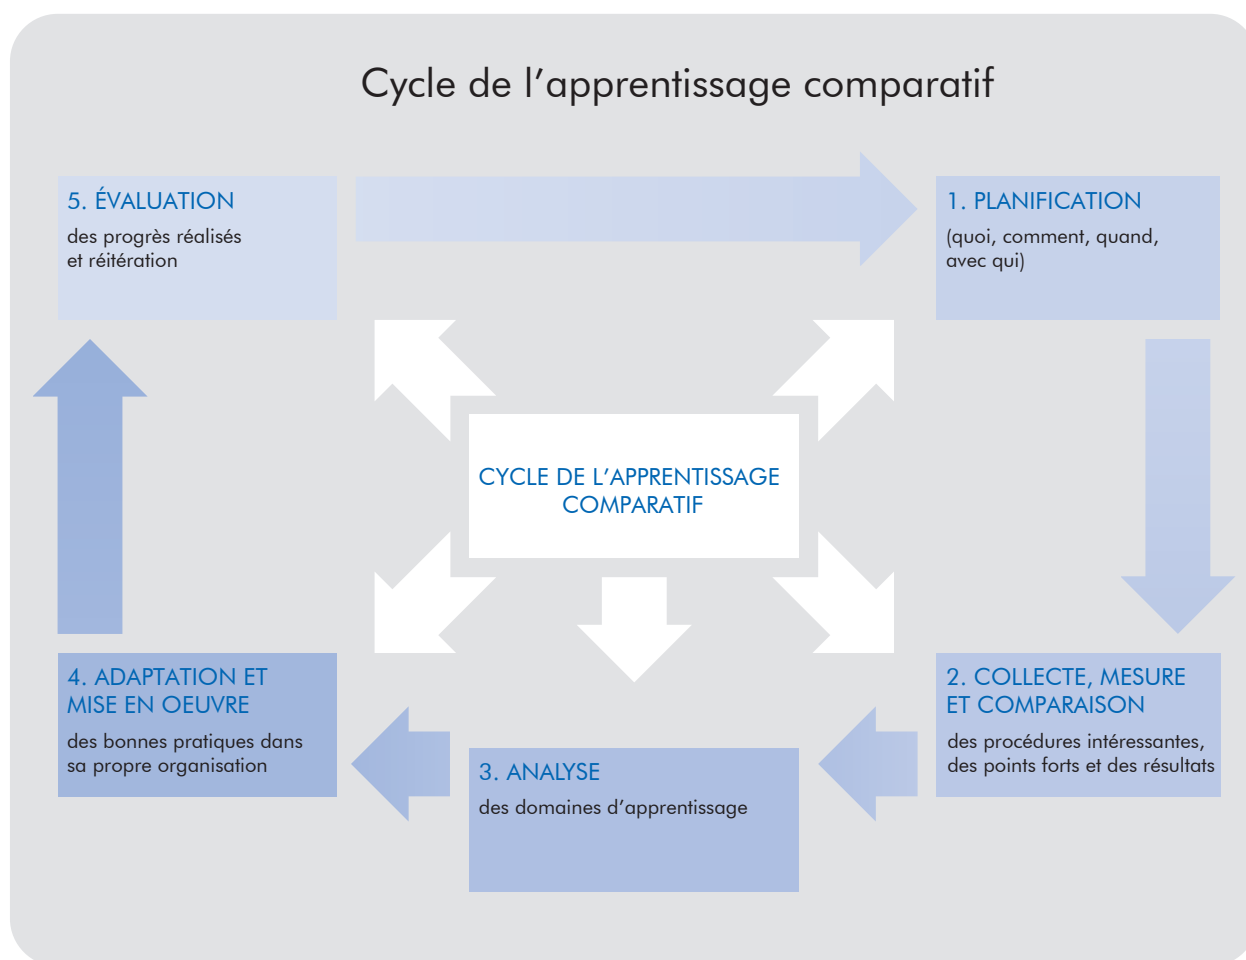 Cycle de l’apprentissage comparatif
5. ÉVALUATION
des progrès réalisés
et réitération
1. PLANIFICATION
(quoi, comment, quand,
avec qui)
CYCLE DE L’APPRENTISSAGE
COMPARATIF
4. ADAPTATION ET
MISE EN OEUVRE
des bonnes pratiques dans
sa propre organisation
3. ANALYSE
des domaines d’apprentissage
2. COLLECTE, MESURE
ET COMPARAISON
des procédures intéressantes,
des points forts et des résultats